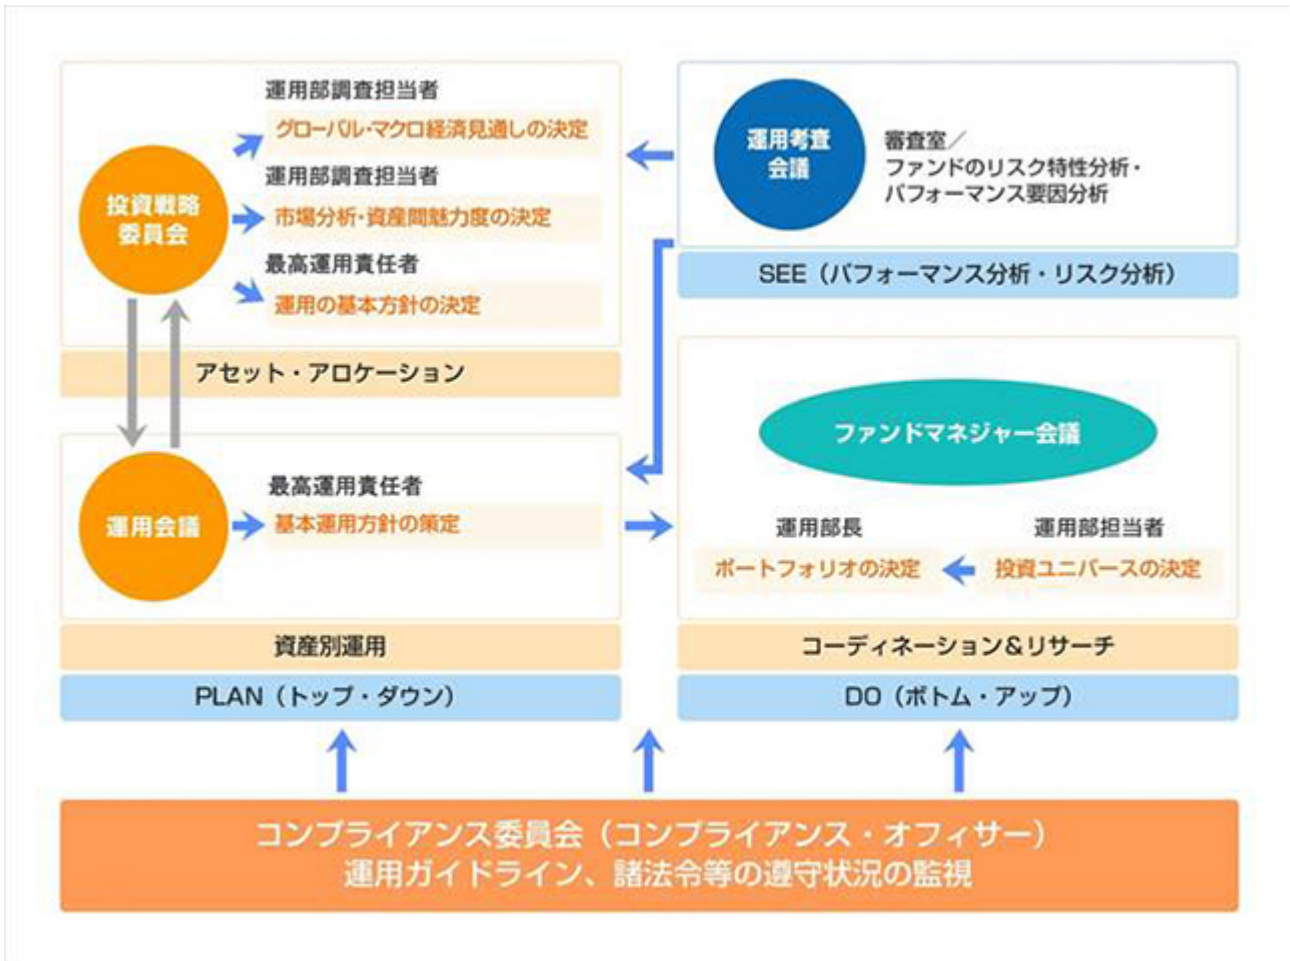 運用部調査担当者
グローバル・マクロ経済見通しの決定
投資戦略
委員会
運用部調査担当者
市場分析・資産間魅力度の決定
最高運用責任者
運用の基本方針の決定
アセット・アロケーション
運用会議
最高運用責任者
基本運用方針の策定
資産別運用
PLAN（トップ・ダウン）
運用考査
会議
審査室／
ファンドのリスク特性分析・
パフォーマンス要因分析
SEE（パフォーマンス分析・リスク分析）
ファンドマネジャー会議
運用部長
ポートフォリオの決定
運用部担当者
投資ユニバースの決定
コーディネーション＆リサーチ
DO（ボトム・アップ）
コンプライアンス委員会（コンプライアンス・オフィサー）
運用ガイドライン、諸法令等の遵守状況の監視